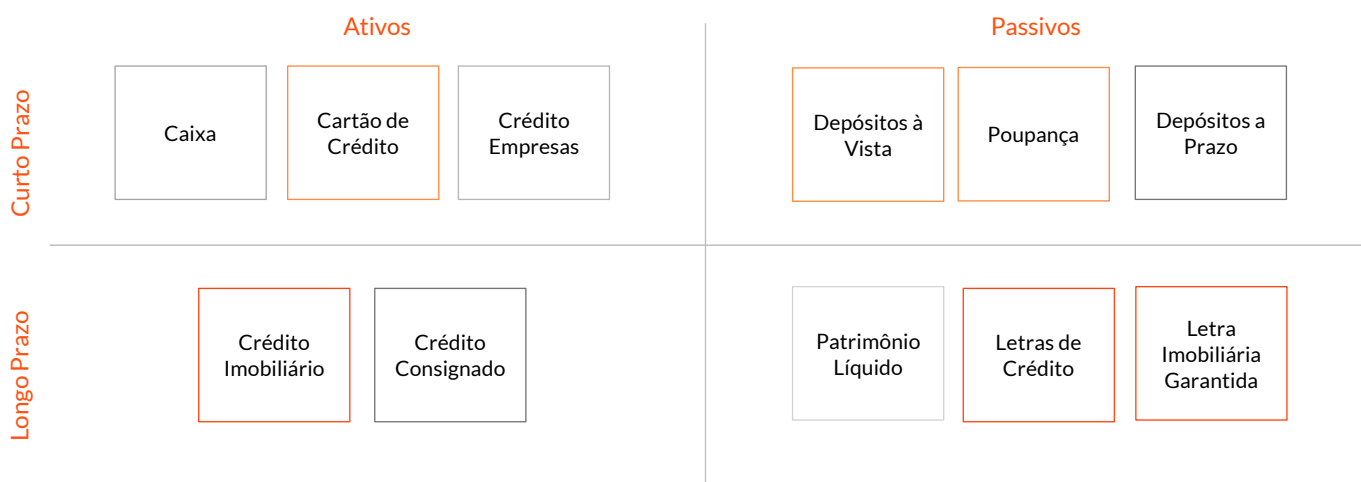 Ativos
Passivos
Curto Prazo
Caixa
Cartão de
Crédito
Crédito
Empresas
Depósitos à
Vista
Poupança
Depósitos a
Prazo
Longo Prazo
Crédito
Imobiliário
Crédito
Consignado
Patrimônio
Líquido
Letras de
Crédito
Letra
Imobiliária
Garantida